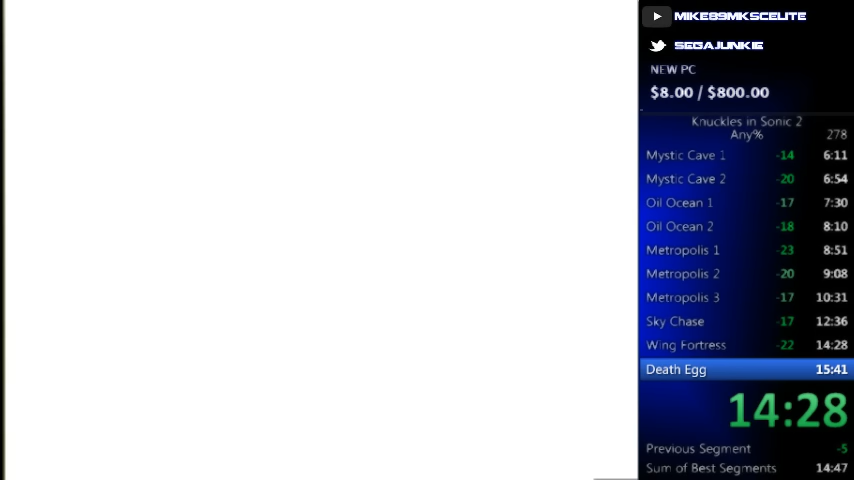 MIKE89MKSCELITE
SEGAJUNKIE
NEW PC
$8.00 / $800.00
Knuckles in Sonic 2
Any% 278
Mystic Cave 1 -14 6:11
Mystic Cave 2 -20 6:54
Oil Ocean 1 -17 7:30
Oil Ocean 2 -18 8:10
Metropolis 1 -23 8:51
Metropolis 2 -20 9:08
Metropolis 3 -17 10:31
Sky Chase -17 12:36
Wing Fortress -22 14:28
Death Egg 15:41
14:28
Previous Segment -5
Sum of Best Segments 14:47